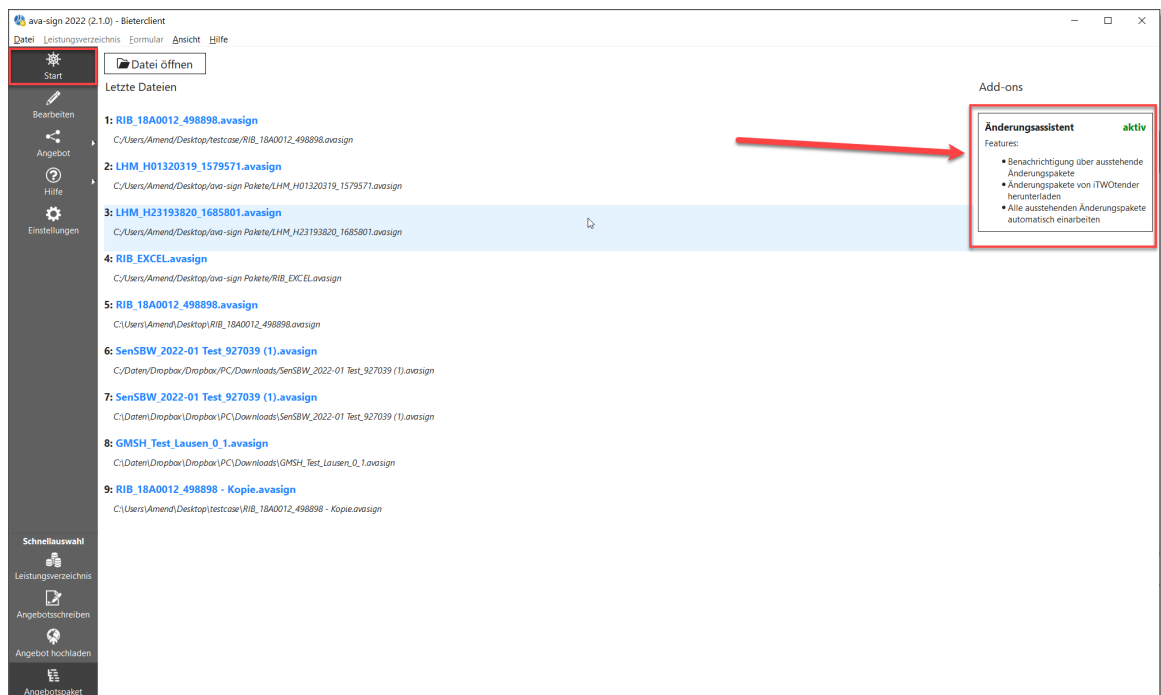 ava-sign 2022 (2.1.0) - Bieterclient
Datei Leistungsverzeichnis Formular Ansicht Hilfe
Start
Bearbeiten
Angebot
Hilfe
Einstellungen
Datei öffnen
Letzte Dateien
1: RIB_18A0012_498898.avasign
C:/Users/Amend/Desktop/testcase/RIB_18A0012_498898.avasign
2: LHM_H01320319_1579571.avasign
C:/Users/Amend/Desktop/ava-sign Pakete/LHM_H01320319_1579571.avasign
3: LHM_H23193820_1685801.avasign
C:/Users/Amend/Desktop/ava-sign Pakete/LHM_H23193820_1685801.avasign
4: RIB_EXCEL.avasign
C:/Users/Amend/Desktop/ava-sign Pakete/RIB_EXCEL.avasign
5: RIB_18A0012_498898.avasign
C:\Users\Amend\Desktop\RIB_18A0012_498898.avasign
6: SenSBW_2022-01 Test_927039 (1).avasign
C:/Daten/Dropbox/Dropbox/PC/Downloads/SenSBW_2022-01 Test_927039 (1).avasign
7: SenSBW_2022-01 Test_927039 (1).avasign
C:\Daten\Dropbox\Dropbox\PC\Downloads\SenSBW_2022-01 Test_927039 (1).avasign
8: GMSH_Test_Lausen_0_1.avasign
C:\Daten\Dropbox\Dropbox\PC\Downloads\GMSH_Test_Lausen_0_1.avasign
9: RIB_18A0012_498898 - Kopie.avasign
C:\Users\Amend\Desktop\testcase\RIB_18A0012_498898 - Kopie.avasign
Add-ons
Änderungsassistent aktiv
Features:
• Benachrichtigung über ausstehende
Änderungspakete
• Änderungspakete von iTWOtender
herunterladen
• Alle ausstehenden Änderungspakete
automatisch einarbeiten
Schnellauswahl
Leistungsverzeichnis
Angebotsschreiben
Angebot hochladen
Angebotspaket